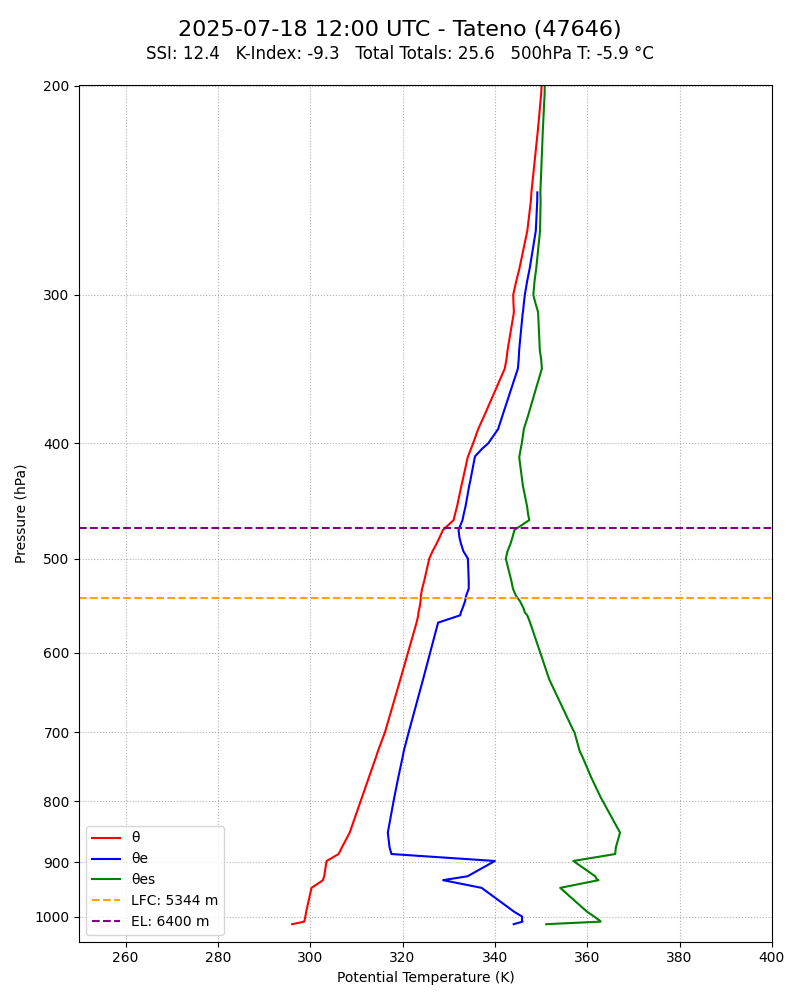 2025-07-18 12:00 UTC - Tateno (47646)
SSI: 12.4 K-Index: -9.3 Total Totals: 25.6 500hPa T: -5.9 °C
200
300
400
500
600
700
800
900
1000
Pressure (hPa)
θ
θe
θes
LFC: 5344 m
EL: 6400 m
260 280 300 320 340 360 380 400
Potential Temperature (K)